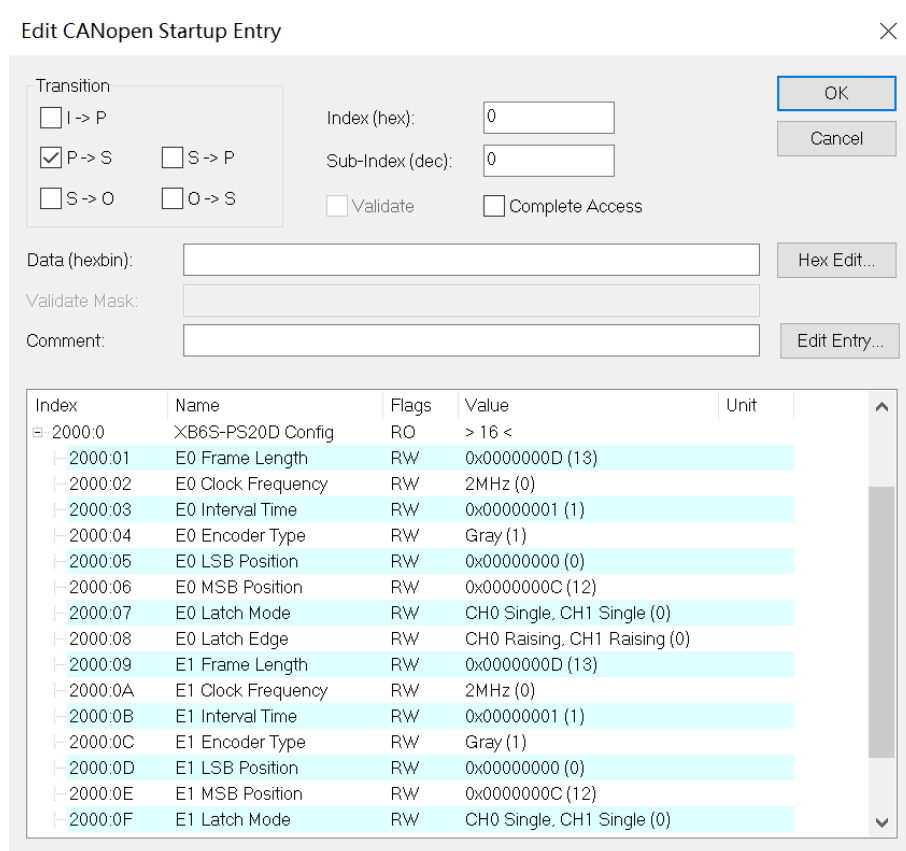 Edit CANopen Startup Entry
Transition
I -> P
P -> S
S -> P
S -> O
O -> S
Index (hex):
0
Sub-Index (dec):
0
Validate
Complete Access
OK
Cancel
Data (hexbin):
Hex Edit...
Validate Mask:
Comment:
Edit Entry...
Index Name Flags Value Unit
2000:0 XB6S-PS20D Config RO > 16 <
2000:01 E0 Frame Length RW 0x0000000D (13)
2000:02 E0 Clock Frequency RW 2MHz (0)
2000:03 E0 Interval Time RW 0x00000001 (1)
2000:04 E0 Encoder Type RW Gray (1)
2000:05 E0 LSB Position RW 0x00000000 (0)
2000:06 E0 MSB Position RW 0x0000000C (12)
2000:07 E0 Latch Mode RW CH0 Single, CH1 Single (0)
2000:08 E0 Latch Edge RW CH0 Raising, CH1 Raising (0)
2000:09 E1 Frame Length RW 0x0000000D (13)
2000:0A E1 Clock Frequency RW 2MHz (0)
2000:0B E1 Interval Time RW 0x00000001 (1)
2000:0C E1 Encoder Type RW Gray (1)
2000:0D E1 LSB Position RW 0x00000000 (0)
2000:0E E1 MSB Position RW 0x0000000C (12)
2000:0F E1 Latch Mode RW CH0 Single, CH1 Single (0)